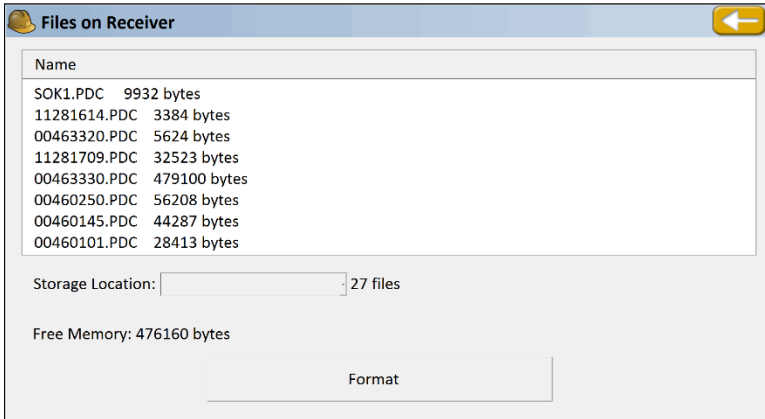 Files on Receiver
Name
SOK1.PDC 9932 bytes
11281614.PDC 3384 bytes
00463320.PDC 5624 bytes
11281709.PDC 32523 bytes
00463330.PDC 479100 bytes
00460250.PDC 56208 bytes
00460145.PDC 44287 bytes
00460101.PDC 28413 bytes
Storage Location: 27 files
Free Memory: 476160 bytes
Format